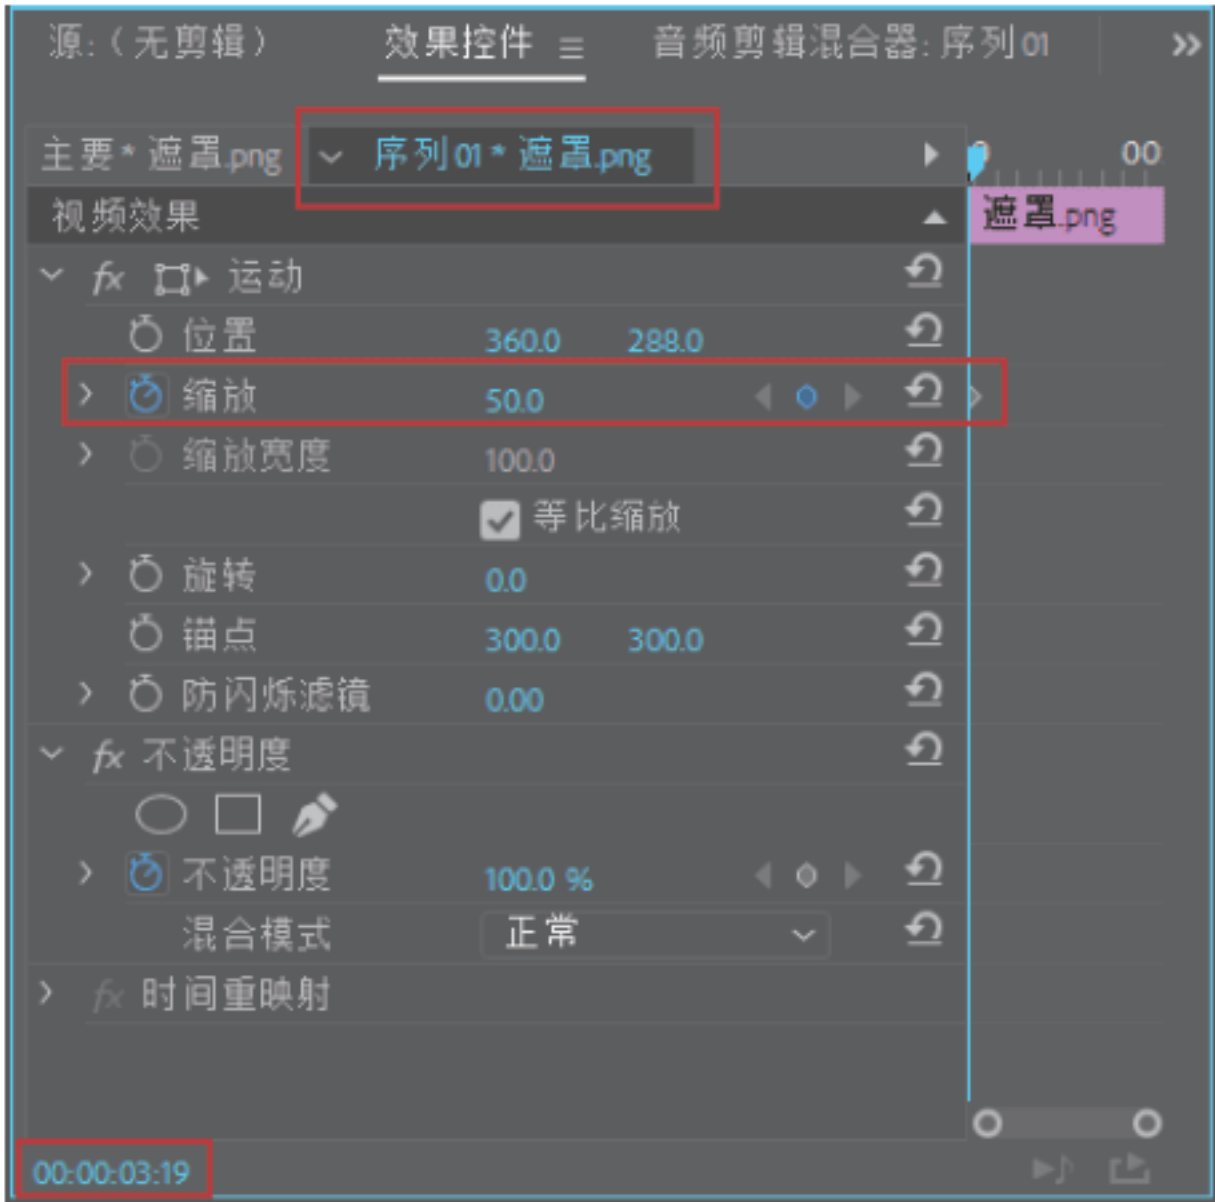 源:（无剪辑） 效果控件 音频剪辑混合器: 序列 01
主要* 遮罩.png 序列 01 * 遮罩.png 00
视频效果 遮罩.png
fx 运动
位置 360.0 288.0
缩放 50.0
缩放宽度 100.0
等比缩放
旋转 0.0
锚点 300.0 300.0
防闪烁滤镜 0.00
fx 不透明度
不透明度 100.0 %
混合模式 正常
fx 时间重映射
00:00:03:19